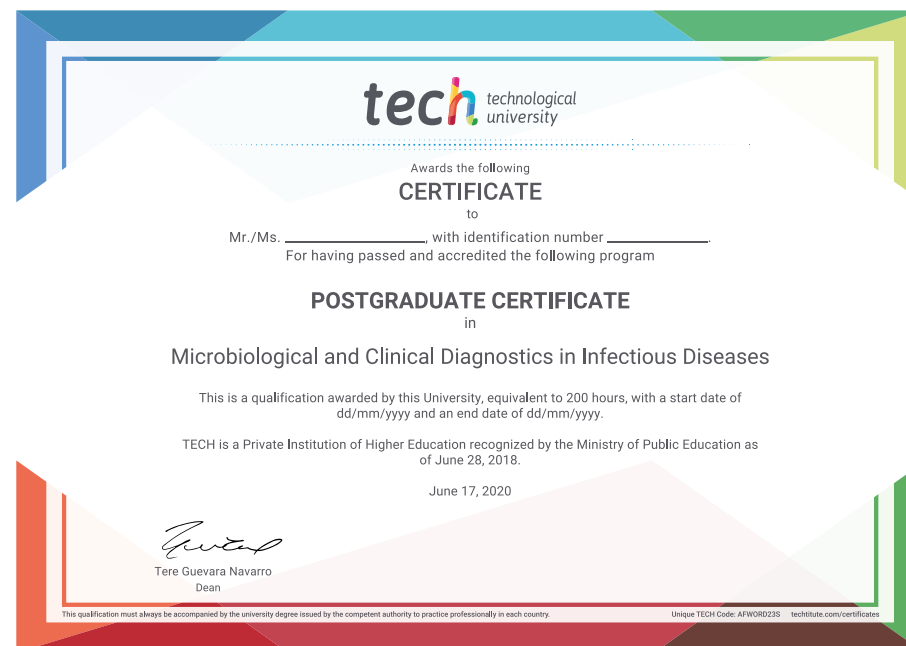 tech technological
university
Awards the following
CERTIFICATE
to
Mr./Ms. ____________________, with identification number ______________.
For having passed and accredited the following program
POSTGRADUATE CERTIFICATE
in
Microbiological and Clinical Diagnostics in Infectious Diseases
This is a qualification awarded by this University, equivalent to 200 hours, with a start date of
dd/mm/yyyy and an end date of dd/mm/yyyy.
TECH is a Private Institution of Higher Education recognized by the Ministry of Public Education as
of June 28, 2018.
June 17, 2020
Tere Guevara Navarro
Dean
This qualification must always be accompanied by the university degree issued by the competent authority to practice professionally in each country. Unique TECH Code: AFWORD23S techtitute.com/certificates